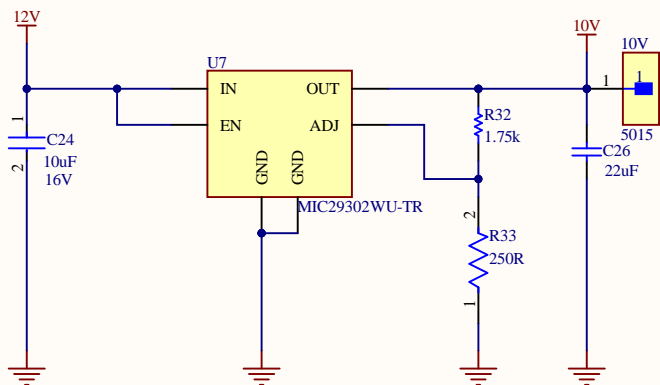 12V
10V
U7
10V
IN
OUT
1
1
EN
ADJ
R32
1.75k
1
C24
10uF
16V
2
GND
GND
5015
C26
22uF
MIC29302WU-TR
2
R33
250R
1